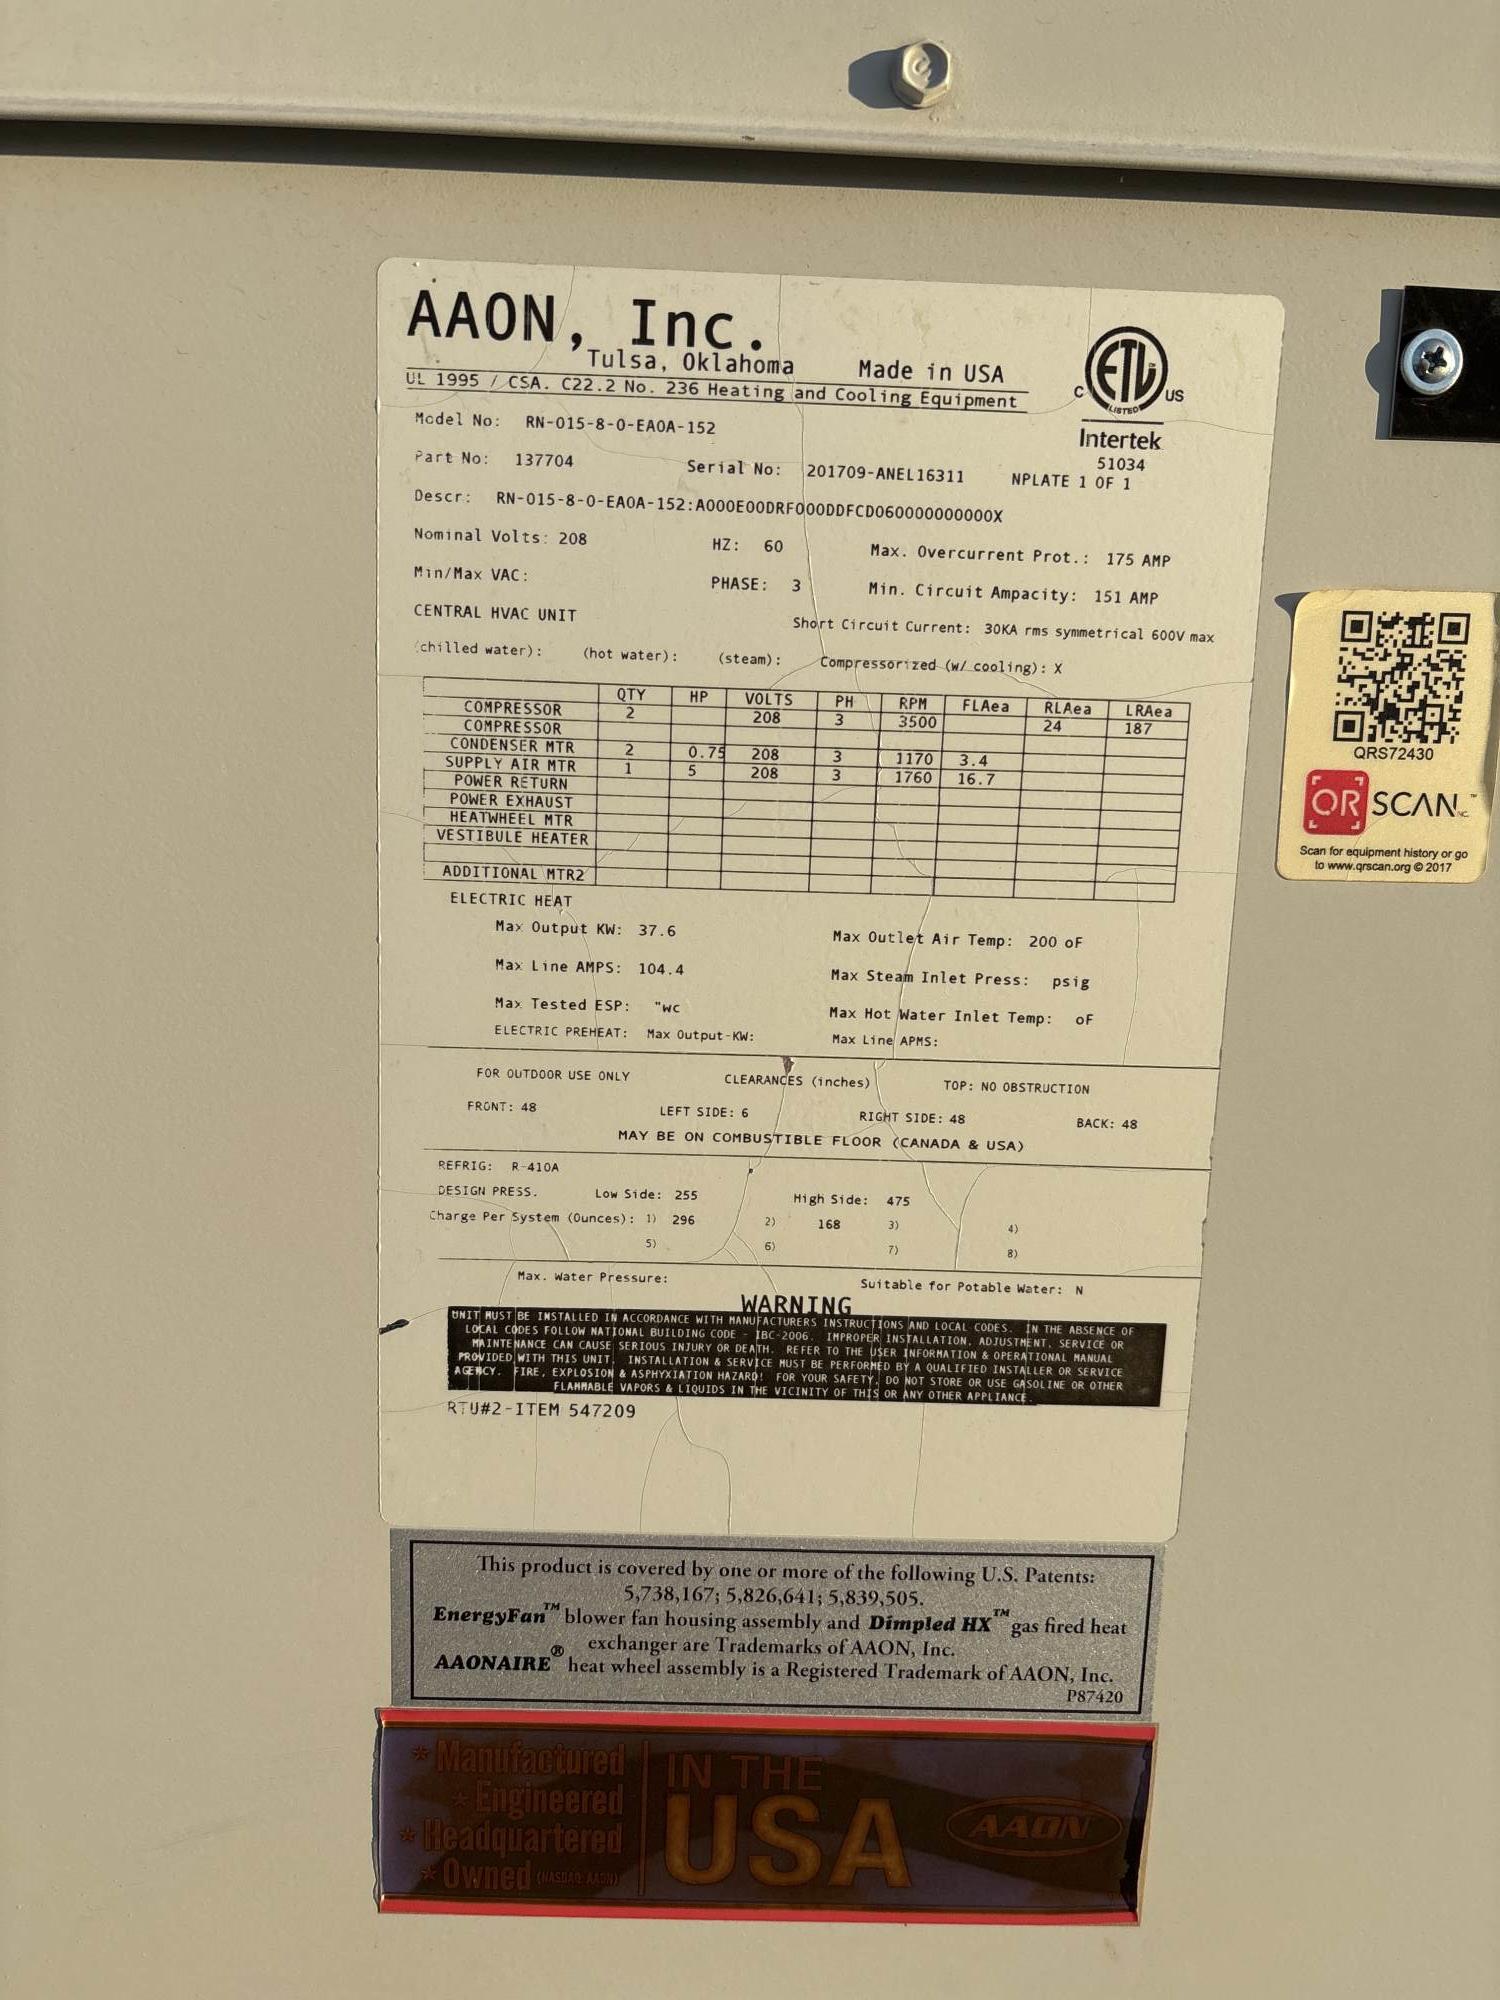 AAON, Inc.
Tulsa, Oklahoma Made in USA
UL 1995 / CSA. C22.2 No. 236 Heating and Cooling Equipment
C ETL US
LISTED
Intertek
51034
Model No: RN-015-8-0-EA0A-152
Part No: 137704 Serial No: 201709-ANEL16311 NPLATE 1 OF 1
Descr: RN-015-8-0-EA0A-152:A000E00DRF000DDFCD060000000000X
Nominal Volts: 208 HZ: 60 Max. Overcurrent Prot.: 175 AMP
Min/Max VAC: PHASE: 3 Min. Circuit Ampacity: 151 AMP
CENTRAL HVAC UNIT Short Circuit Current: 30KA rms symmetrical 600V max
(chilled water): (hot water): (steam): Compressorized (w/ cooling): X
QTY HP VOLTS PH RPM FLAea RLAea LRAea
COMPRESSOR 2 208 3 3500 24 187
COMPRESSOR
CONDENSER MTR 2 0.75 208 3 1170 3.4
SUPPLY AIR MTR 1 5 208 3 1760 16.7
POWER RETURN
POWER EXHAUST
HEATWHEEL MTR
VESTIBULE HEATER
ADDITIONAL MTR2
ELECTRIC HEAT
Max Output KW: 37.6 Max Outlet Air Temp: 200 oF
Max Line AMPS: 104.4 Max Steam Inlet Press: psig
Max Tested ESP: "wc Max Hot Water Inlet Temp: oF
ELECTRIC PREHEAT: Max Output-KW: Max Line APMS:
FOR OUTDOOR USE ONLY CLEARANCES (inches) TOP: NO OBSTRUCTION
FRONT: 48 LEFT SIDE: 6 RIGHT SIDE: 48 BACK: 48
MAY BE ON COMBUSTIBLE FLOOR (CANADA & USA)
REFRIG: R-410A
DESIGN PRESS. Low Side: 255 High Side: 475
Charge Per System (Ounces): 1) 296 2) 168 3) 4)
5) 6) 7) 8)
Max. Water Pressure: Suitable for Potable Water: N
WARNING
UNIT MUST BE INSTALLED IN ACCORDANCE WITH MANUFACTURERS INSTRUCTIONS AND LOCAL CODES. IN THE ABSENCE OF
LOCAL CODES FOLLOW NATIONAL BUILDING CODE - IBC-2006. IMPROPER INSTALLATION, ADJUSTMENT, SERVICE OR
MAINTENANCE CAN CAUSE SERIOUS INJURY OR DEATH. REFER TO THE USER INFORMATION & OPERATIONAL MANUAL
PROVIDED WITH THIS UNIT. INSTALLATION & SERVICE MUST BE PERFORMED BY A QUALIFIED INSTALLER OR SERVICE
AGENCY. FIRE, EXPLOSION & ASPHYXIATION HAZARD! FOR YOUR SAFETY, DO NOT STORE OR USE GASOLINE OR OTHER
FLAMMABLE VAPORS & LIQUIDS IN THE VICINITY OF THIS OR ANY OTHER APPLIANCE.
RTU#2-ITEM 547209
QRS72430
QR SCAN INC.™
Scan for equipment history or go
to www.qrscan.org © 2017
This product is covered by one or more of the following U.S. Patents:
5,738,167; 5,826,641; 5,839,505.
EnergyFan™ blower fan housing assembly and Dimpled HX™ gas fired heat
exchanger are Trademarks of AAON, Inc.
AAONAIRE® heat wheel assembly is a Registered Trademark of AAON, Inc.
P87420
* Manufactured
* Engineered
* Headquartered
* Owned (NASDAQ: AAON)
IN THE
USA
AAON